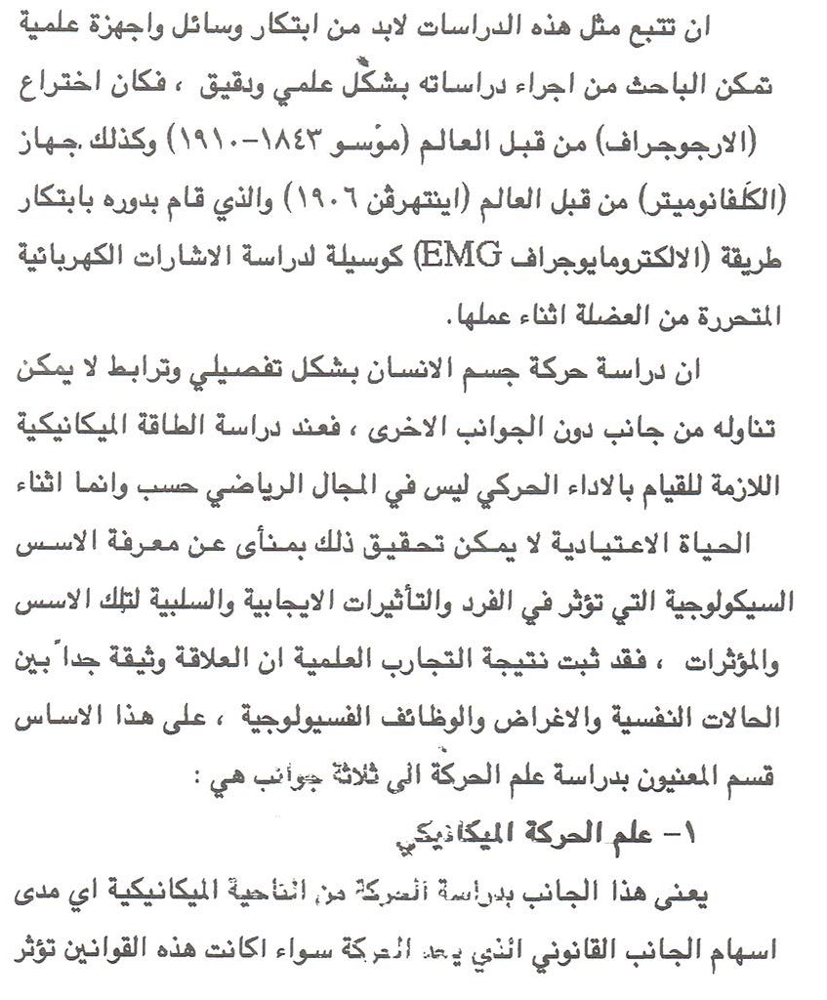 ان تتبع مثل هذه الدراسات لابد من ابتكار وسائل واجهزة علمية
تمكن الباحث من اجراء دراساته بشكل علمي ودقيق ، فكان اختراع
(الارجوجراف) من قبل العالم (موٴسو ١٨٤٣-١٩١٠) وكذلك جهاز
(الكَلفانوميتر) من قبل العالم (اينتهرڤن ١٩٠٦) والذي قام بدوره بابتكار
طريقة (الالكترومايوجراف EMG) كوسيلة لدراسة الاشارات الكهربائية
المتحررة من العضلة اثناء عملها.
ان دراسة حركة جسم الانسان بشكل تفصيلي وترابط لا يمكن
تناوله من جانب دون الجوانب الاخرى ، فعند دراسة الطاقة الميكانيكية
اللازمة للقيام بالاداء الحركي ليس في المجال الرياضي حسب وانما اثناء
الحياة الاعتيادية لا يمكن تحقيق ذلك بمنأى عن معرفة الاسس
السيكولوجية التي تؤثر في الفرد والتأثيرات الايجابية والسلبية لتلك الاسس
والمؤثرات ، فقد ثبت نتيجة التجارب العلمية ان العلاقة وثيقة جداً بين
الحالات النفسية والاغراض والوظائف الفسيولوجية ، على هذا الاساس
قسم المعنيون بدراسة علم الحركة الى ثلاثة جوانب هي :
١- علم الحركة الميكانيكي
يعنى هذا الجانب بدراسة الحركة من الناحية الميكانيكية اي مدى
اسهام الجانب القانوني الذي يحد الحركة سواء اكانت هذه القوانين تؤثر